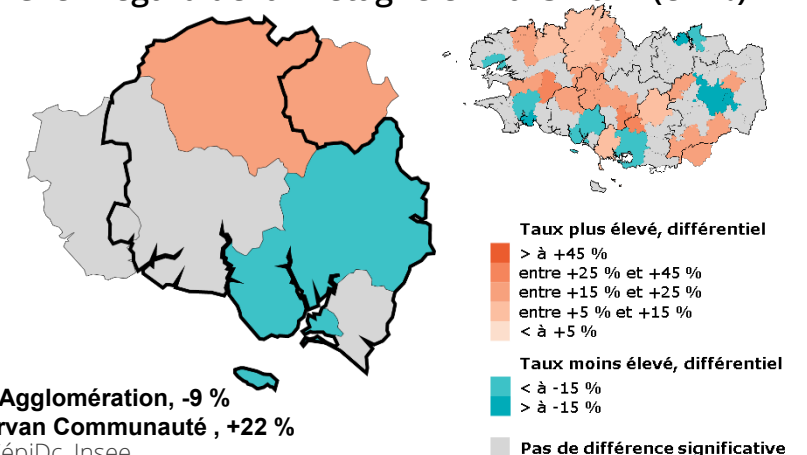 Agglomération, -9 %
Communauté , +22 %
Insee
Taux plus élevé, différentiel
> à +45 %
entre +25 % et +45 %
entre +15 % et +25 %
entre +5 % et +15 %
< à +5 %
Taux moins élevé, différentiel
< à -15 %
> à -15 %
Pas de différence significative